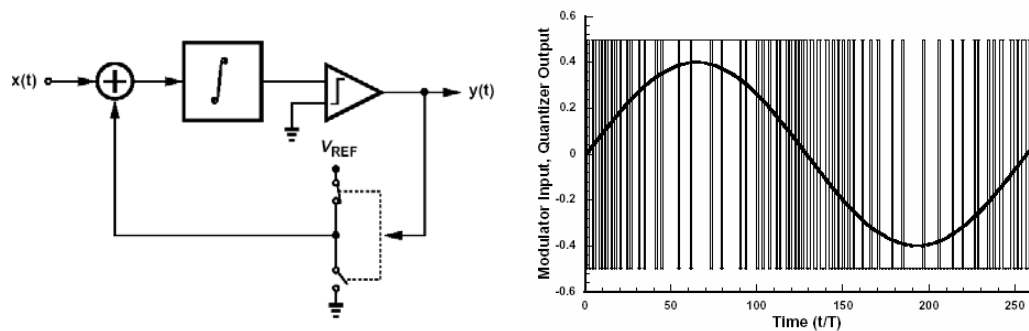 x(t)
y(t)
VREF
Modulator Input, Quantizer Output
0.6
0.4
0.2
0
-0.2
-0.4
-0.6
0
50
100
150
200
250
Time (t/T)